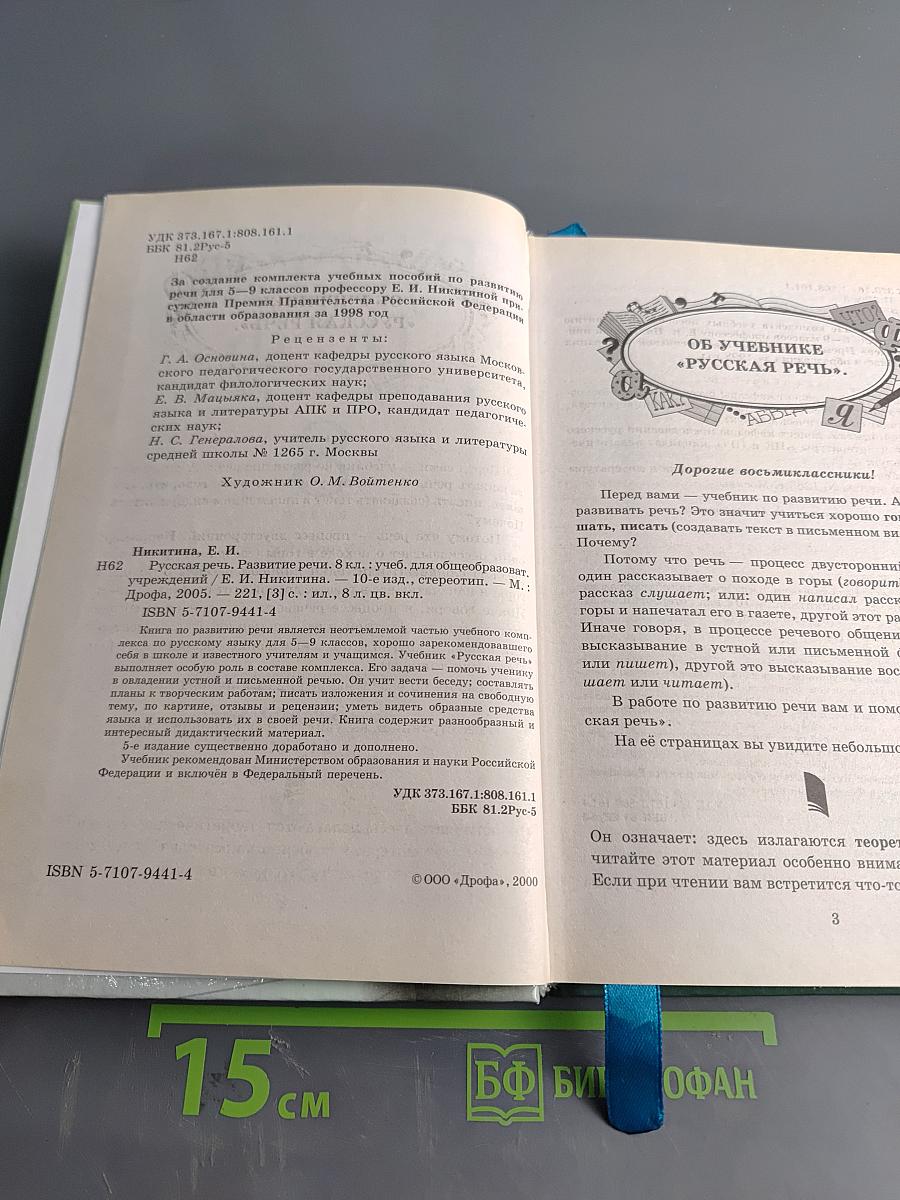 УДК 373.167.1:808.161.1
ББК 81.2Рус-5
Н62
За создание комплекта учебных пособий по развитию
речи для 5—9 классов профессору Е. И. Никитиной при-
суждена Премия Правительства Российской Федерации
в области образования за 1998 год
Рецензенты:
Г. А. Основина, доцент кафедры русского языка Москов-
ского педагогического государственного университета,
кандидат филологических наук;
Е. В. Мацыяка, доцент кафедры преподавания русского
языка и литературы АПК и ПРО, кандидат педагогиче-
ских наук;
Н. С. Генералова, учитель русского языка и литературы
средней школы № 1265 г. Москвы
Художник О. М. Войтенко
Никитина, Е. И.
Н62 Русская речь. Развитие речи. 8 кл. : учеб. для общеобразоват.
учреждений / Е. И. Никитина. — 10-е изд., стереотип. — М. :
Дрофа, 2005. — 221, [3] с. : ил., 8 л. цв. вкл.
ISBN 5-7107-9441-4
Книга по развитию речи является неотъемлемой частью учебного комп-
лекса по русскому языку для 5—9 классов, хорошо зарекомендовавшего
себя в школе и известного учителям и учащимся. Учебник «Русская речь»
выполняет особую роль в составе комплекса. Его задача — помочь ученику
в овладении устной и письменной речью. Он учит вести беседу; составлять
планы к творческим работам; писать изложения и сочинения на свободную
тему, по картине, отзывы и рецензии; уметь видеть образные средства
языка и использовать их в своей речи. Книга содержит разнообразный и
интересный дидактический материал.
5-е издание существенно доработано и дополнено.
Учебник рекомендован Министерством образования и науки Российской
Федерации и включён в Федеральный перечень.
УДК 373.167.1:808.161.1
ББК 81.2Рус-5
ISBN 5-7107-9441-4
© ООО «Дрофа», 2000
ЧТО?
КАК?
Я
ОБ УЧЕБНИКЕ
«РУССКАЯ РЕЧЬ».
Дорогие восьмиклассники!
Перед вами — учебник по развитию речи. А
развивать речь? Это значит учиться хорошо гов
шать, писать (создавать текст в письменном ви
Почему?
Потому что речь — процесс двусторонни
один рассказывает о походе в горы (говорит
рассказ слушает; или: один написал расск
горы и напечатал его в газете, другой этот ра
Иначе говоря, в процессе речевого общени
высказывание в устной или письменной ф
или пишет), другой это высказывание вос
шает или читает).
В работе по развитию речи вам и помо
ская речь».
На её страницах вы увидите небольшо
Он означает: здесь излагаются теорет
читайте этот материал особенно внима
Если при чтении вам встретится что-то
3
15 см
БФ